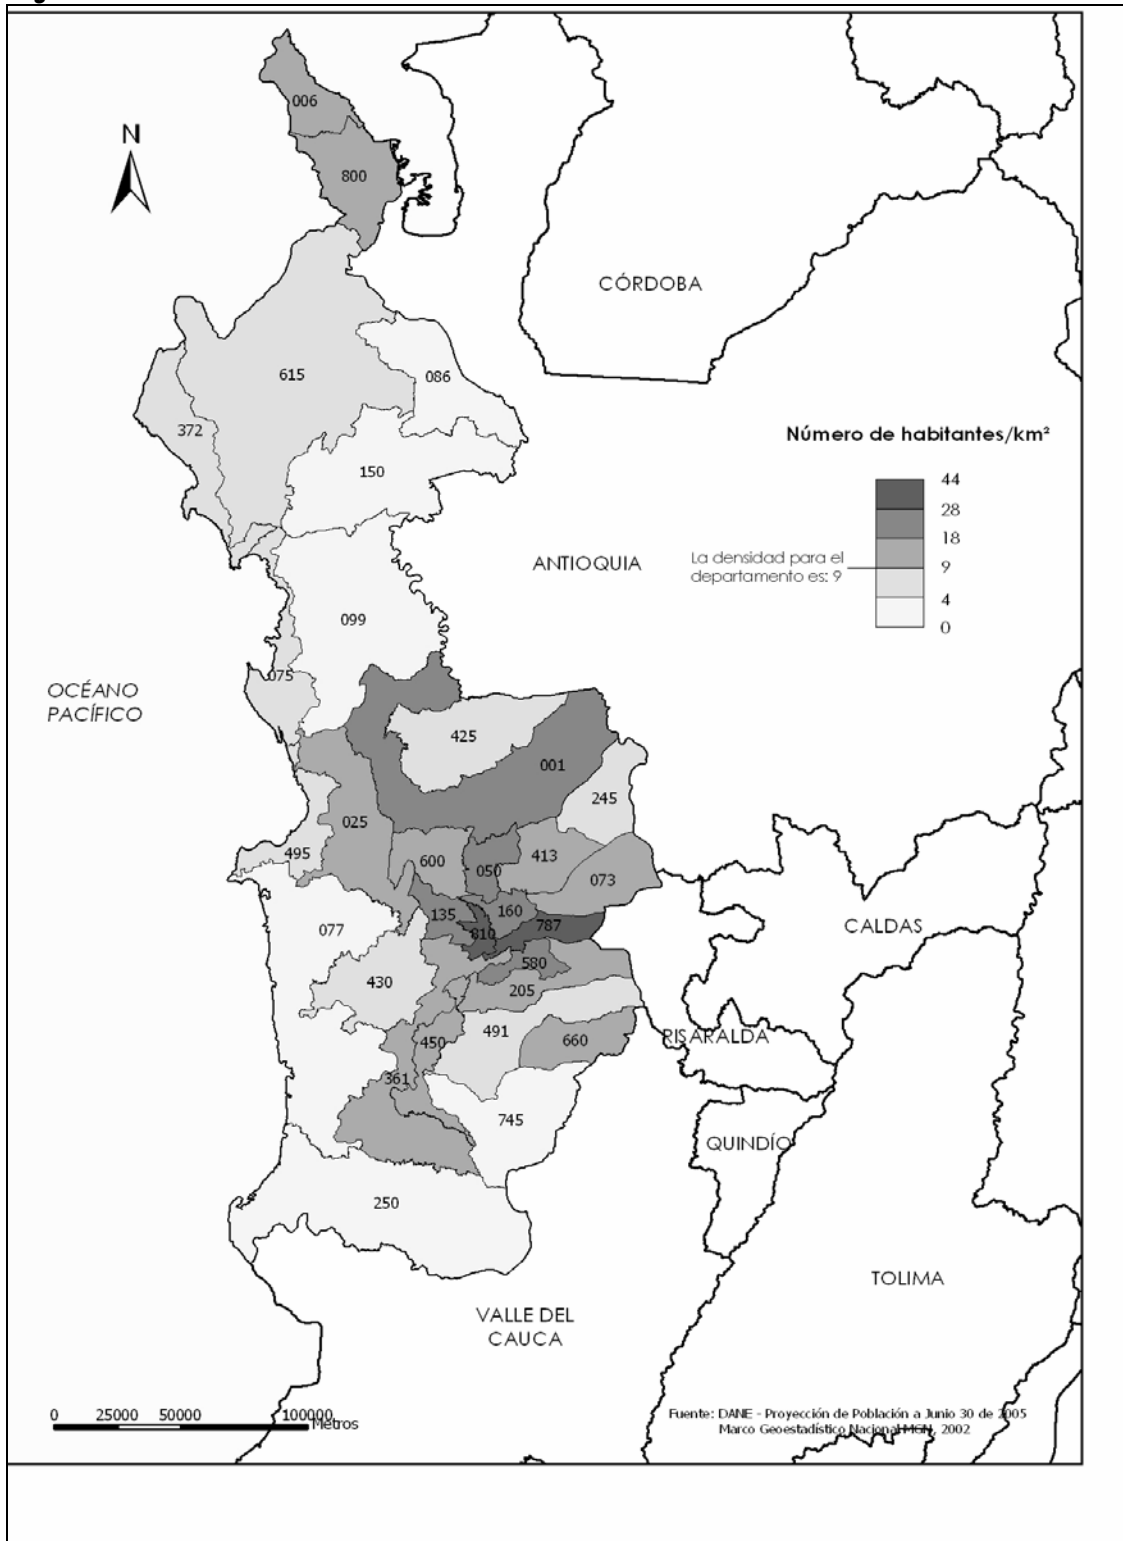 N
006
800
CÓRDOBA
615
086
372
150
Número de habitantes/km²
44
28
18
9
4
0
La densidad para el
departamento es: 9
ANTIOQUIA
099
075
OCÉANO
PACÍFICO
425
001
245
025
495
600
050
413
073
135
160
810
787
077
580
CALDAS
430
205
491
450
660
RISARALDA
361
745
QUINDÍO
250
TOLIMA
VALLE DEL
CAUCA
0 25000 50000 100000
Metros
Fuente: DANE - Proyección de Población a Junio 30 de 2005
Marco Geoestadístico Nacional MGN, 2002